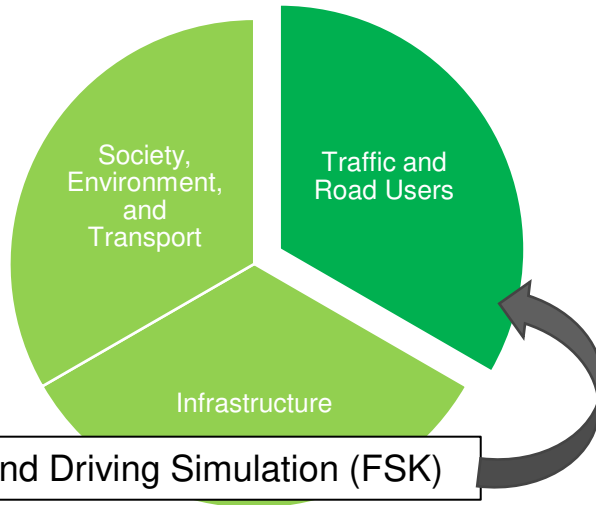 Society,
Environment,
and
Transport
Traffic and
Road Users
Infrastructure
nd Driving Simulation (FSK)